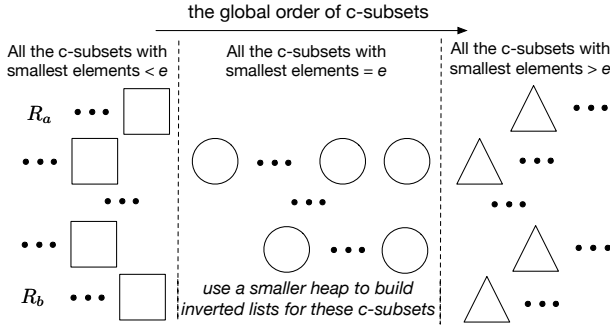 the global order of c-subsets
All the c-subsets with
smallest elements < e
All the c-subsets with
smallest elements = e
All the c-subsets with
smallest elements > e
R_a
R_b
use a smaller heap to build
inverted lists for these c-subsets